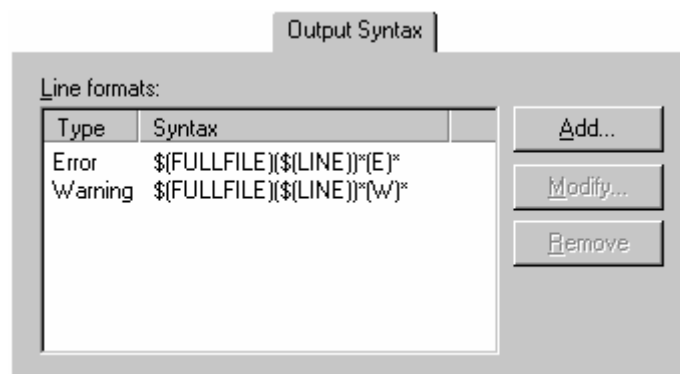 Output Syntax
Line formats:
Type Syntax
Add...
Error $(FULLFILE)($(LINE))*(E)*
Warning $(FULLFILE)($(LINE))*(W)*
Modify...
Remove